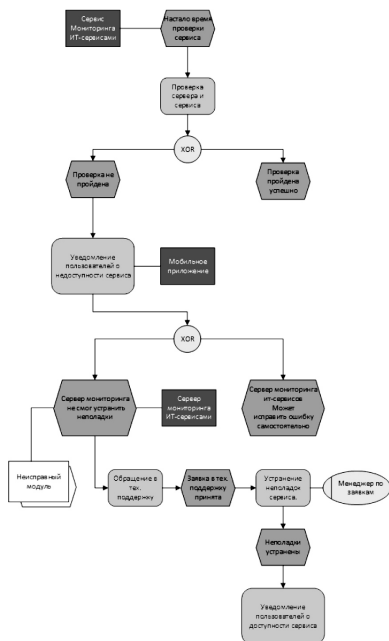 Сервис
Мониторинга
ИТ-сервисами
Настало время
проверки
сервиса
Проверка
сервера и
сервиса
XOR
Проверка не
пройдена
Проверка
пройдена
успешно
Уведомление
пользователей о
недоступности сервиса
Мобильное
приложение
XOR
Сервер мониторинга
не смог устранить
неполадки
Сервер
мониторинга
ИТ-сервисами
Сервер мониторинга
ит-сервисов
Может
исправить ошибку
самостоятельно
Неисправный
модуль
Обращение в
тех.
поддержку
Заявка в тех.
поддержку
принята
Устранение
неполадок
сервиса.
Менеджер по
заявкам
Неполадки
устранены
Уведомление
пользователей о
доступности сервиса